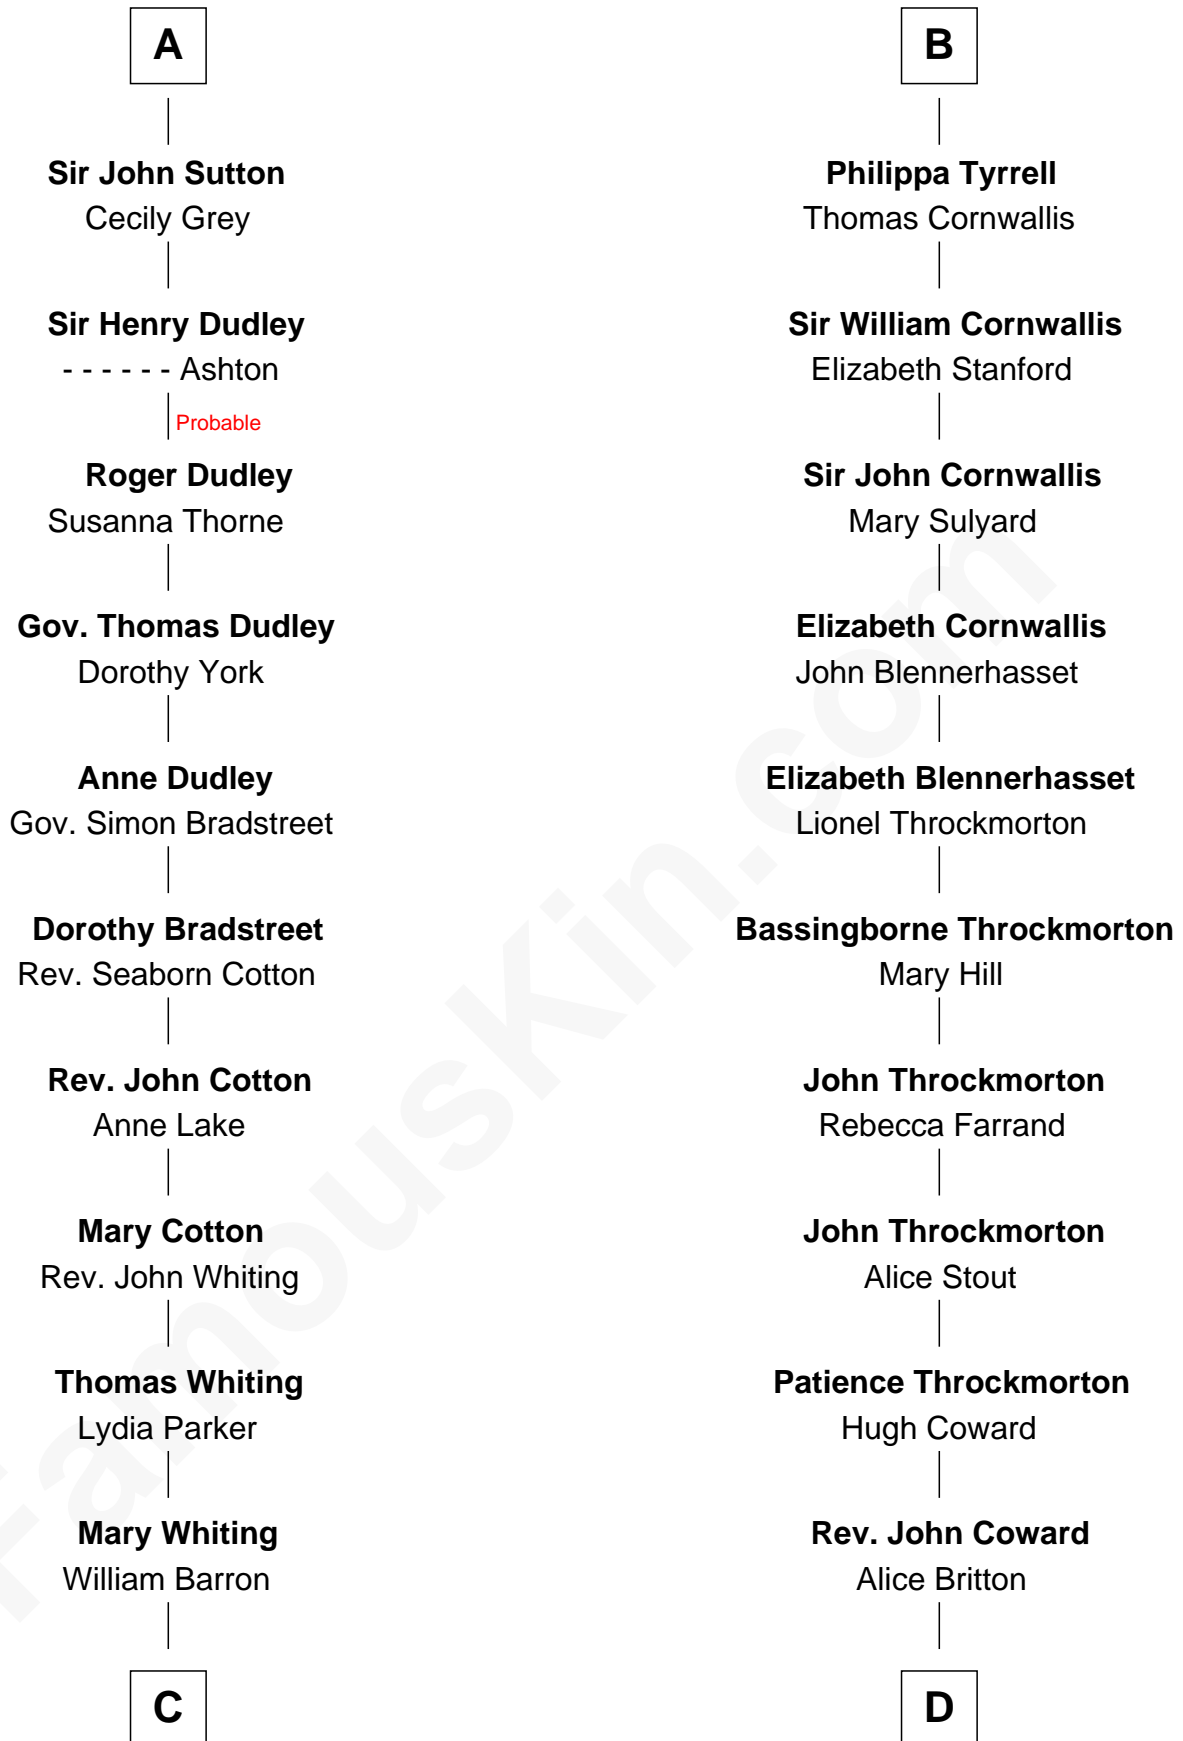 A
Sir John Sutton
Cecily Grey
Sir Henry Dudley
- - - - - - Ashton
Probable
Roger Dudley
Susanna Thorne
Gov. Thomas Dudley
Dorothy York
Anne Dudley
Gov. Simon Bradstreet
Dorothy Bradstreet
Rev. Seaborn Cotton
Rev. John Cotton
Anne Lake
Mary Cotton
Rev. John Whiting
Thomas Whiting
Lydia Parker
Mary Whiting
William Barron
C
B
Philippa Tyrrell
Thomas Cornwallis
Sir William Cornwallis
Elizabeth Stanford
Sir John Cornwallis
Mary Sulyard
Elizabeth Cornwallis
John Blennerhasset
Elizabeth Blennerhasset
Lionel Throckmorton
Bassingborne Throckmorton
Mary Hill
John Throckmorton
Rebecca Farrand
John Throckmorton
Alice Stout
Patience Throckmorton
Hugh Coward
Rev. John Coward
Alice Britton
D
FamousKin.com